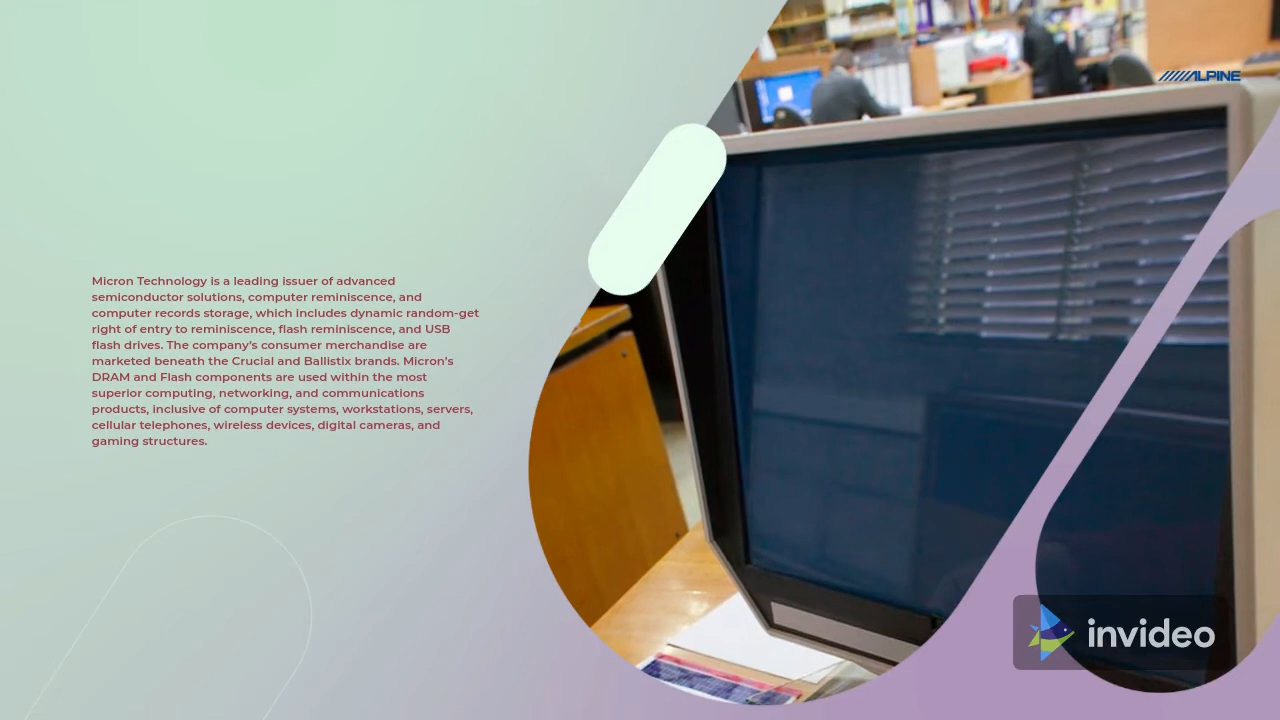 ALPINE
Micron Technology is a leading issuer of advanced
semiconductor solutions, computer reminiscence, and
computer records storage, which includes dynamic random-get
right of entry to reminiscence, flash reminiscence, and USB
flash drives. The company's consumer merchandise are
marketed beneath the Crucial and Ballistix brands. Micron's
DRAM and Flash components are used within the most
superior computing, networking, and communications
products, inclusive of computer systems, workstations, servers,
cellular telephones, wireless devices, digital cameras, and
gaming structures.
invideo